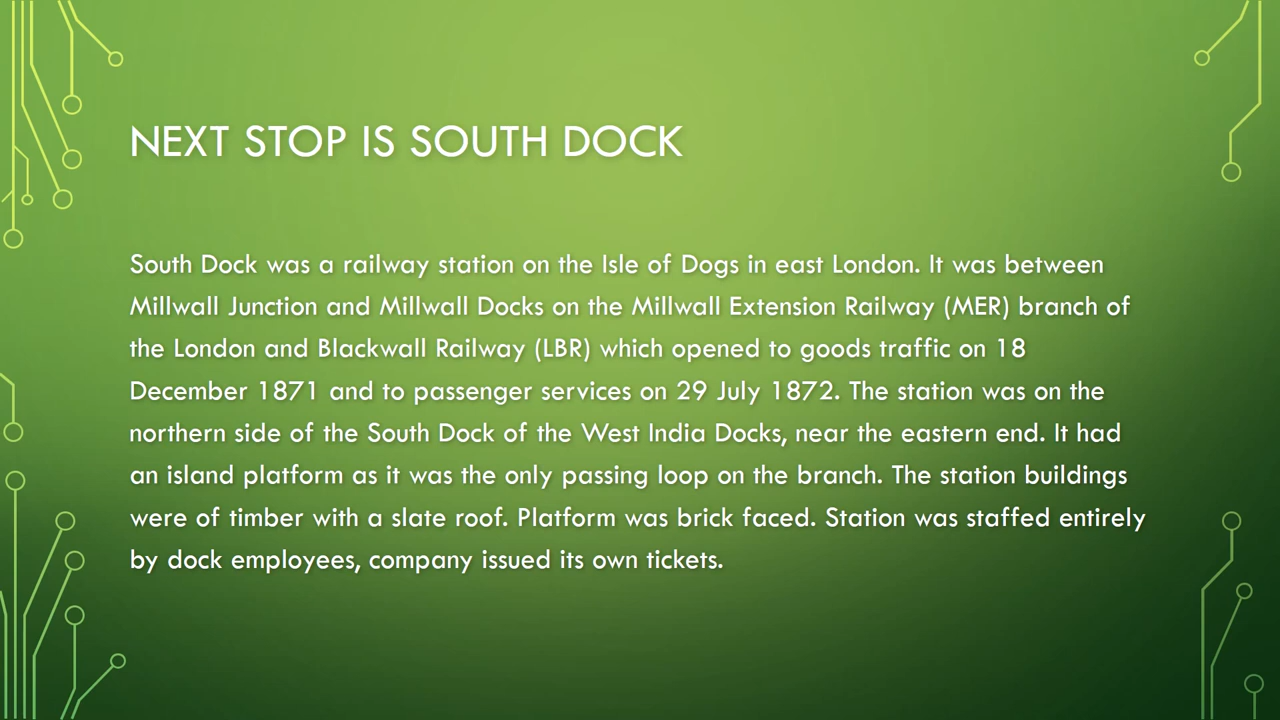 NEXT STOP IS SOUTH DOCK
South Dock was a railway station on the Isle of Dogs in east London. It was between
Millwall Junction and Millwall Docks on the Millwall Extension Railway (MER) branch of
the London and Blackwall Railway (LBR) which opened to goods traffic on 18
December 1871 and to passenger services on 29 July 1872. The station was on the
northern side of the South Dock of the West India Docks, near the eastern end. It had
an island platform as it was the only passing loop on the branch. The station buildings
were of timber with a slate roof. Platform was brick faced. Station was staffed entirely
by dock employees, company issued its own tickets.